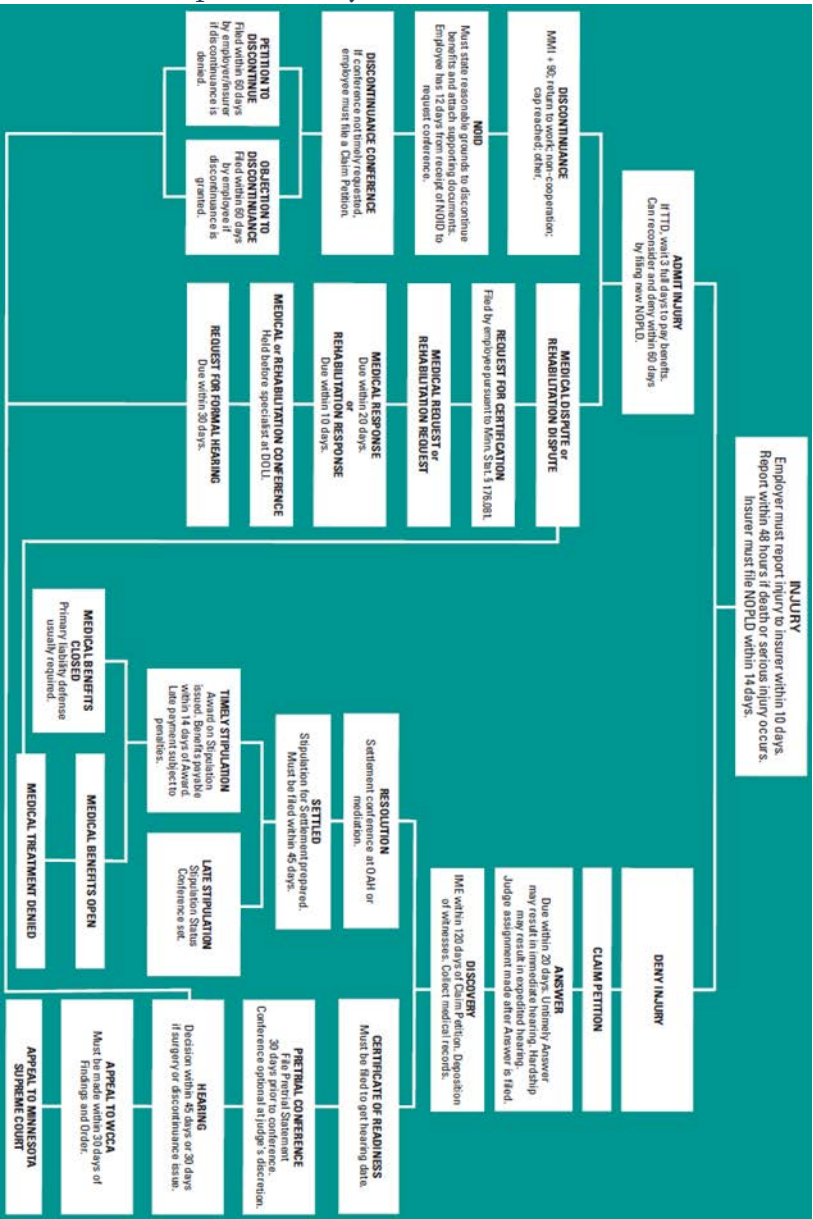 INJURY
Employer must report injury to insurer within 10 days.
Report within 48 hours if death or serious injury occurs.
Insurer must file NOPLD within 14 days.
ADMIT INJURY
If TTD, wait 3 full days to pay benefits.
Can reconsider and deny within 60 days
by filing new NOPLD.
DISCONTINUANCE
MMI + 90; return to work; non-cooperation;
cap reached; other.
NOID
Must state reasonable grounds to discontinue
benefits and attach supporting documents.
Employee has 12 days from receipt of NOID to
request conference.
DISCONTINUANCE CONFERENCE
If conference not timely requested,
employee must file a Claim Petition.
PETITION TO
DISCONTINUE
Filed within 60 days
by employer/insurer
if discontinuance is
denied.
OBJECTION TO
DISCONTINUANCE
Filed within 60 days
by employee if
discontinuance is
granted.
MEDICAL DISPUTE or
REHABILITATION DISPUTE
REQUEST FOR CERTIFICATION
Filed by employee pursuant to Minn. Stat. § 176.081.
MEDICAL REQUEST or
REHABILITATION REQUEST
MEDICAL RESPONSE
Due within 20 days.
or
REHABILITATION RESPONSE
Due within 10 days.
MEDICAL or REHABILITATION CONFERENCE
Held before specialist at DOLI.
REQUEST FOR FORMAL HEARING
Due within 30 days.
DENY INJURY
CLAIM PETITION
ANSWER
Due within 20 days. Untimely Answer
may result in immediate hearing. Hardship
may result in expedited hearing.
Judge assignment made after Answer is filed.
DISCOVERY
IME within 120 days of Claim Petition. Deposition
of witnesses. Collect medical records.
RESOLUTION
Settlement conference at OAH or
mediation.
SETTLED
Stipulation for Settlement prepared.
Must be filed within 45 days.
TIMELY STIPULATION
Award on Stipulation
issued. Benefits payable
within 14 days of Award.
Late payment subject to
penalties.
LATE STIPULATION
Stipulation Status
Conference set.
MEDICAL BENEFITS
CLOSED
Primary liability defense
usually required.
MEDICAL BENEFITS OPEN
MEDICAL TREATMENT DENIED
CERTIFICATE OF READINESS
Must be filed to get hearing date.
PRETRIAL CONFERENCE
File Pretrial Statement
30 days prior to conference.
Conference optional at judge's discretion.
HEARING
Decision within 45 days or 30 days
if surgery or discontinuance issue.
APPEAL TO WCCA
Must be made within 30 days of
Findings and Order.
APPEAL TO MINNESOTA
SUPREME COURT